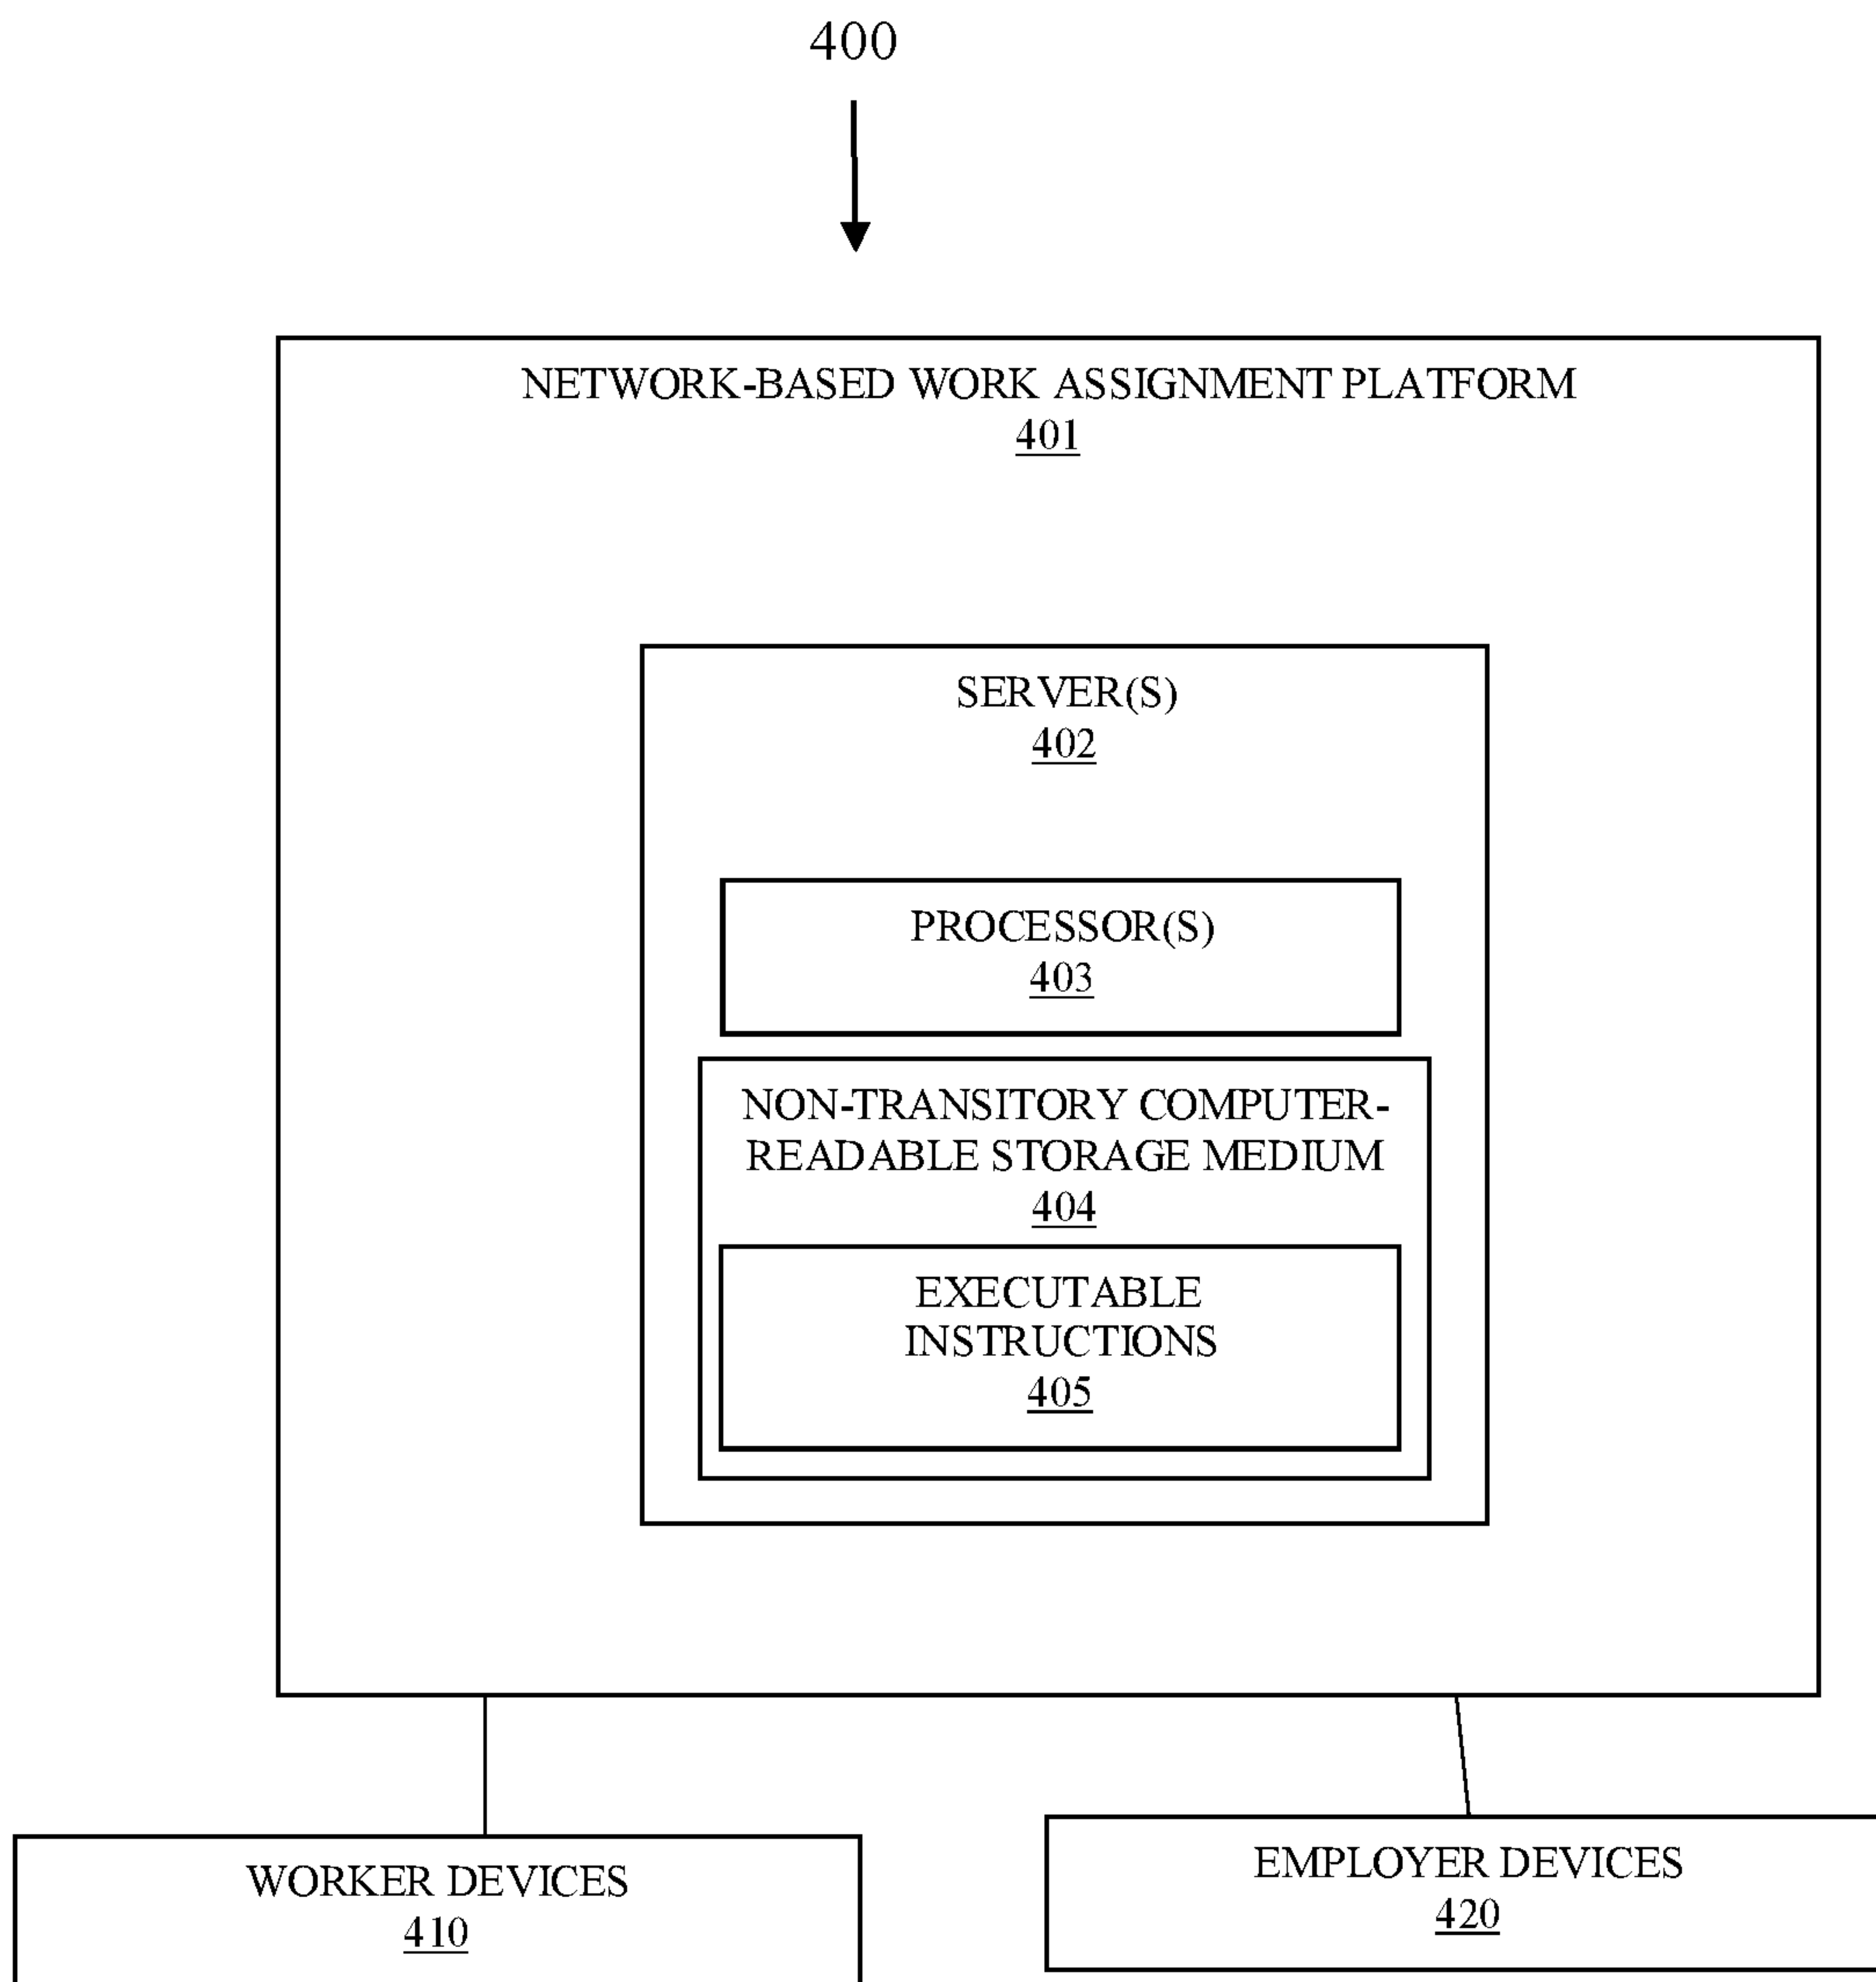 400
NETWORK-BASED WORK ASSIGNMENT PLATFORM
401
SERVER(S)
402
PROCESSOR(S)
403
NON-TRANSITORY COMPUTER-
READABLE STORAGE MEDIUM
404
EXECUTABLE
INSTRUCTIONS
405
WORKER DEVICES
410
EMPLOYER DEVICES
420